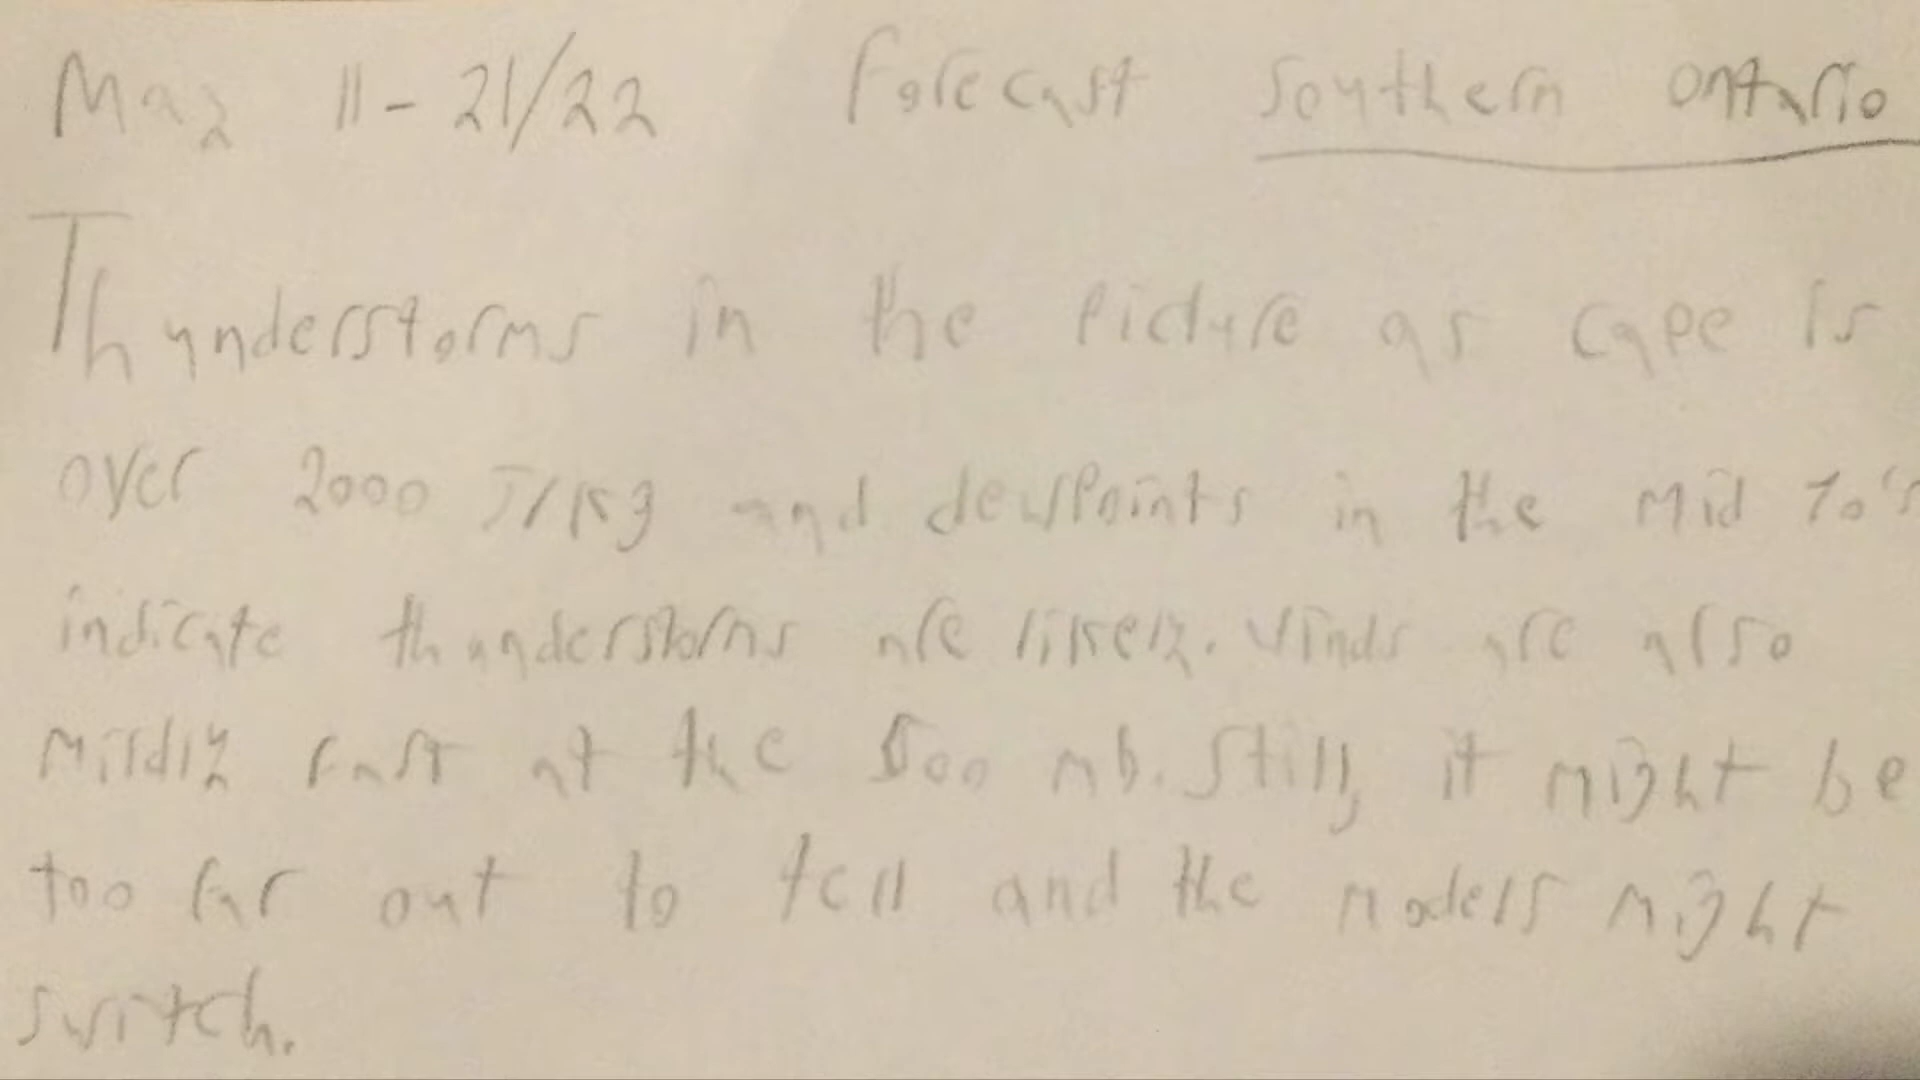 May 11 - 21/22 Forecast Southern Ontario
Thunderstorms in the picture as cape is
over 2000 J/kg and dewpoints in the mid 70's
indicate thunderstorms are likely. Winds are also
mildly fast at the 500 mb. Still, it might be
too far out to tell and the models might
switch.